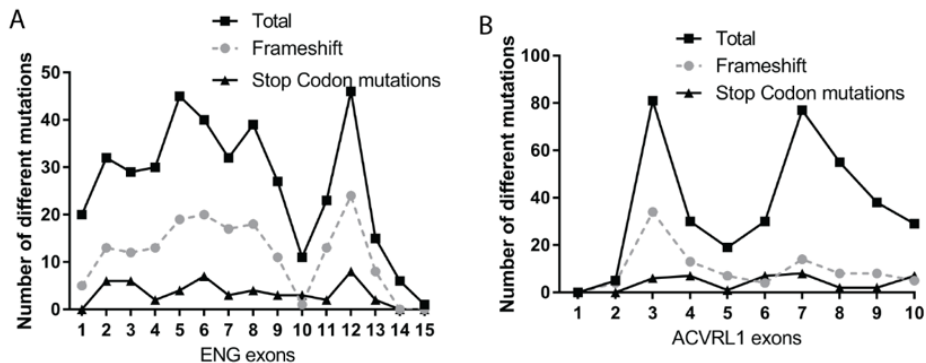 A
Total
Frameshift
Stop Codon mutations
Number of different mutations
50
40
30
20
10
0
1 2 3 4 5 6 7 8 9 10 11 12 13 14 15
ENG exons
B
Total
Frameshift
Stop Codon mutations
Number of different mutations
100
80
60
40
20
0
1 2 3 4 5 6 7 8 9 10
ACVRL1 exons